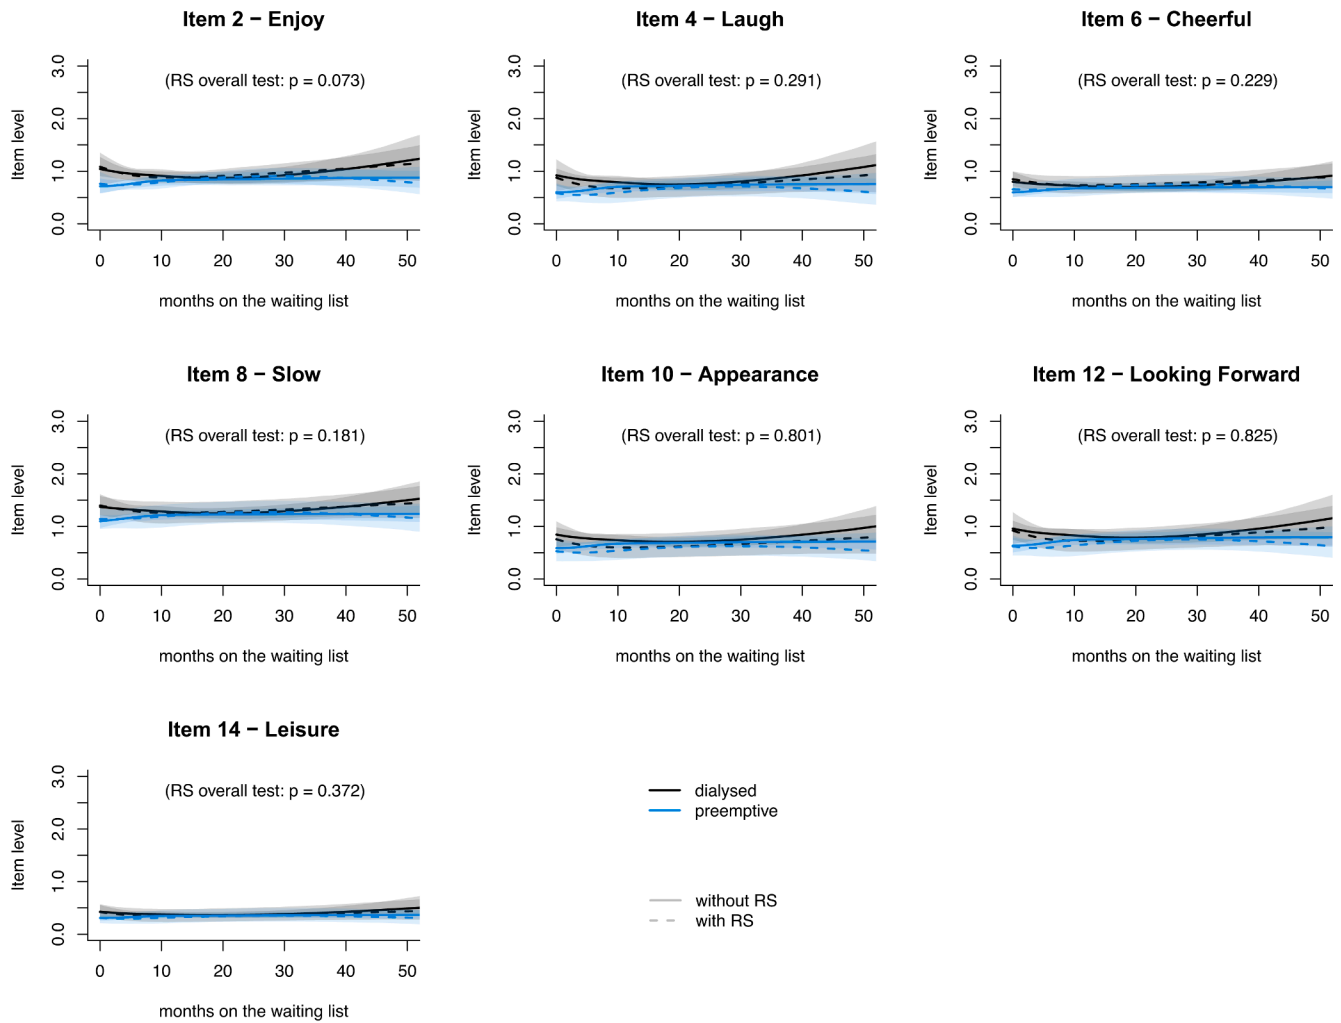 Item 2 − Enjoy
(RS overall test: p = 0.073)
Item level
0.0 1.0 2.0 3.0
0 10 20 30 40 50
months on the waiting list
Item 4 − Laugh
(RS overall test: p = 0.291)
Item level
0.0 1.0 2.0 3.0
0 10 20 30 40 50
months on the waiting list
Item 6 − Cheerful
(RS overall test: p = 0.229)
Item level
0.0 1.0 2.0 3.0
0 10 20 30 40 50
months on the waiting list
Item 8 − Slow
(RS overall test: p = 0.181)
Item level
0.0 1.0 2.0 3.0
0 10 20 30 40 50
months on the waiting list
Item 10 − Appearance
(RS overall test: p = 0.801)
Item level
0.0 1.0 2.0 3.0
0 10 20 30 40 50
months on the waiting list
Item 12 − Looking Forward
(RS overall test: p = 0.825)
Item level
0.0 1.0 2.0 3.0
0 10 20 30 40 50
months on the waiting list
Item 14 − Leisure
(RS overall test: p = 0.372)
Item level
0.0 1.0 2.0 3.0
0 10 20 30 40 50
months on the waiting list
dialysed
preemptive
without RS
with RS